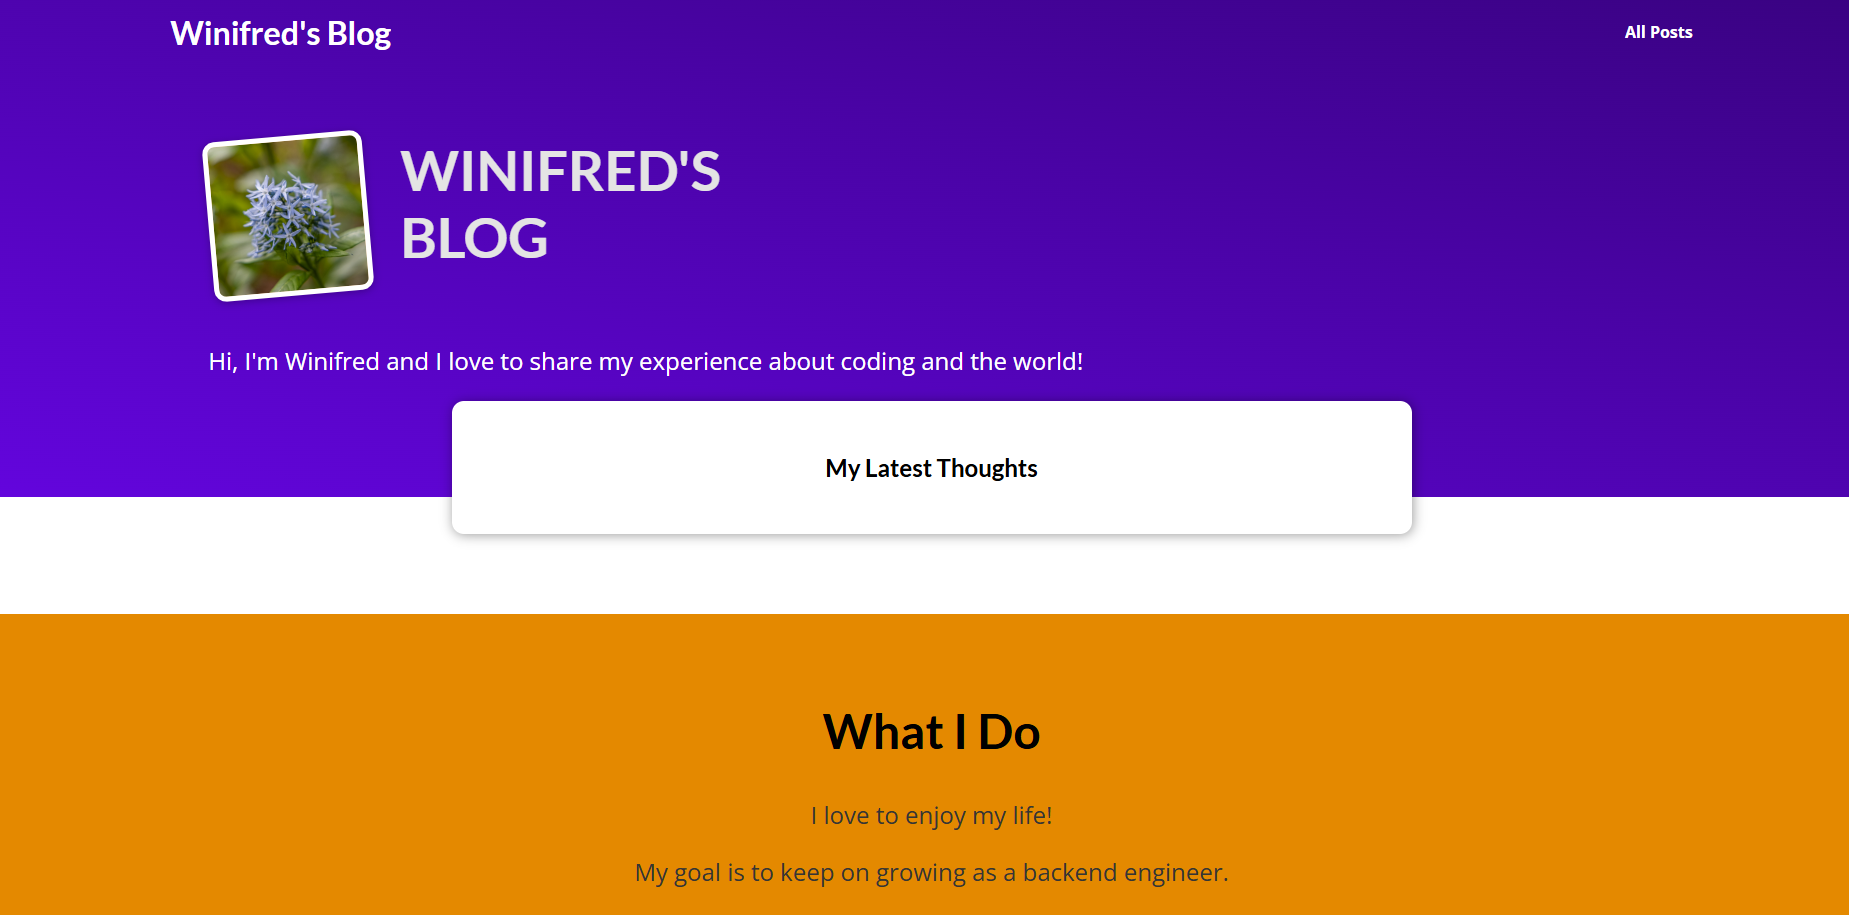 Winifred's Blog
All Posts
WINIFRED'S
BLOG
Hi, I'm Winifred and I love to share my experience about coding and the world!
My Latest Thoughts
What I Do
I love to enjoy my life!
My goal is to keep on growing as a backend engineer.